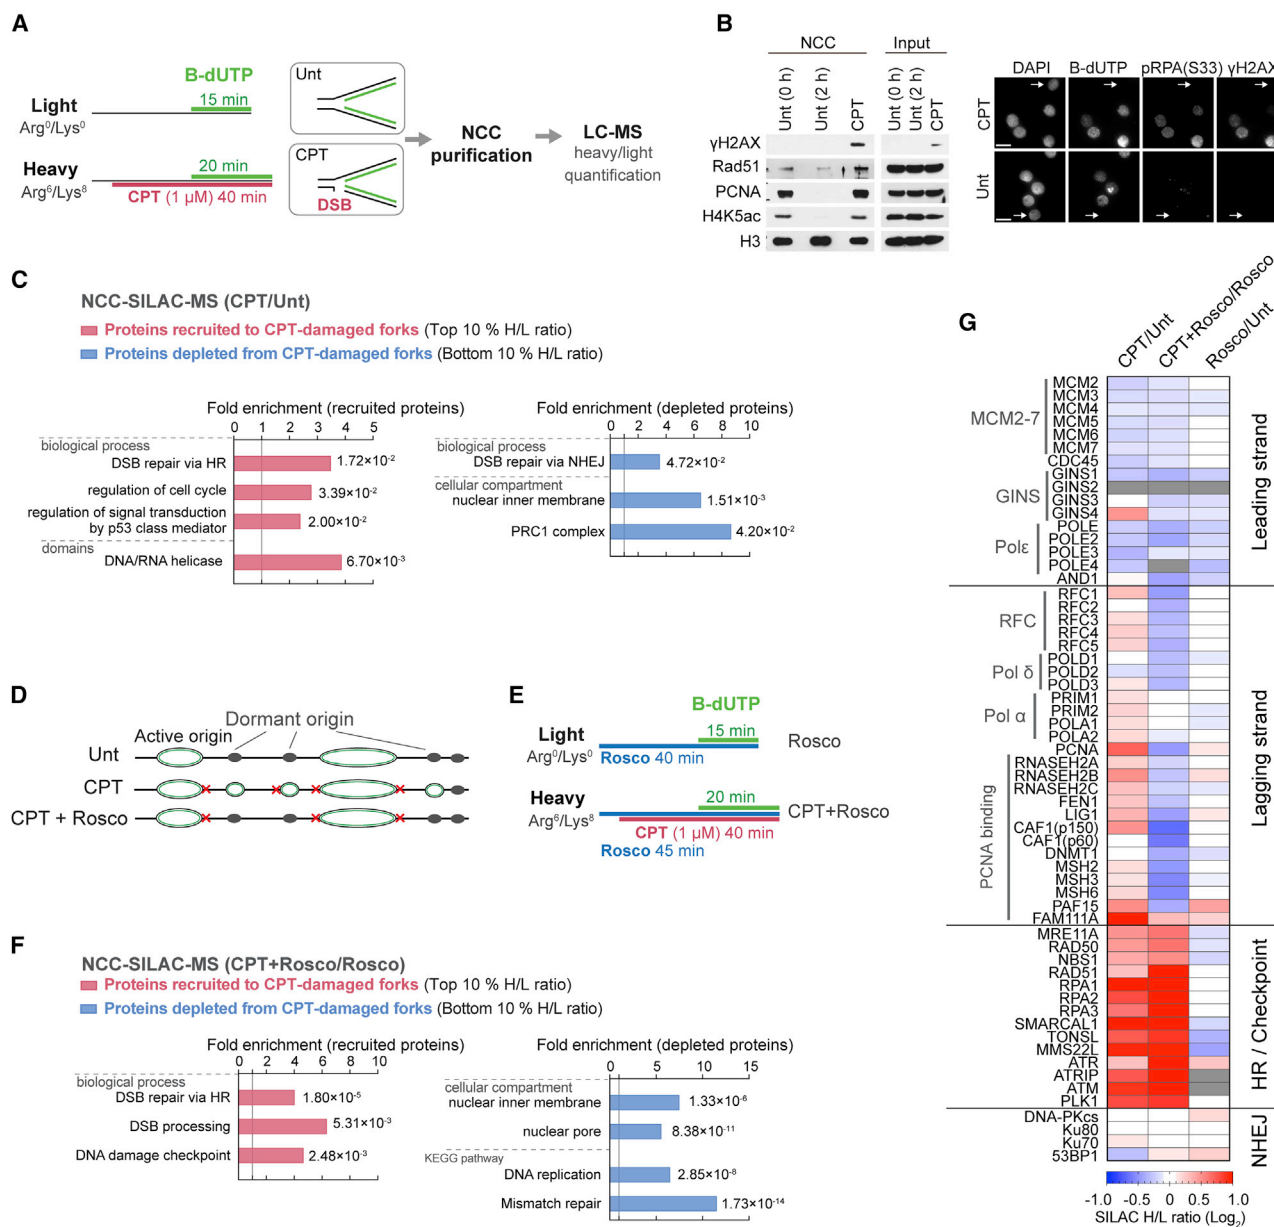 A
B-dUTP
Light
15 min
Arg⁰/Lys⁰
Heavy
20 min
Arg⁶/Lys⁸
CPT (1 µM) 40 min
Unt
CPT
DSB
NCC
purification
LC-MS
heavy/light
quantification
B
NCC
Input
Unt (0 h)
Unt (2 h)
CPT
Unt (0 h)
Unt (2 h)
CPT
γH2AX
Rad51
PCNA
H4K5ac
H3
DAPI
B-dUTP
pRPA(S33)
γH2AX
CPT
Unt
C
NCC-SILAC-MS (CPT/Unt)
Proteins recruited to CPT-damaged forks (Top 10 % H/L ratio)
Proteins depleted from CPT-damaged forks (Bottom 10 % H/L ratio)
Fold enrichment (recruited proteins)
0 1 2 3 4 5
biological process
DSB repair via HR 1.72×10⁻²
regulation of cell cycle 3.39×10⁻²
regulation of signal transduction
by p53 class mediator 2.00×10⁻²
domains
DNA/RNA helicase 6.70×10⁻³
Fold enrichment (depleted proteins)
0 2 4 6 8 10
biological process
DSB repair via NHEJ 4.72×10⁻²
cellular compartment
nuclear inner membrane 1.51×10⁻³
PRC1 complex 4.20×10⁻²
D
Dormant origin
Active origin
Unt
CPT
CPT + Rosco
E
B-dUTP
Light
15 min
Rosco
Arg⁰/Lys⁰
Rosco 40 min
Heavy
20 min
CPT+Rosco
Arg⁶/Lys⁸
CPT (1 µM) 40 min
Rosco 45 min
F
NCC-SILAC-MS (CPT+Rosco/Rosco)
Proteins recruited to CPT-damaged forks (Top 10 % H/L ratio)
Proteins depleted from CPT-damaged forks (Bottom 10 % H/L ratio)
Fold enrichment (recruited proteins)
0 2 4 6 8 10
biological process
DSB repair via HR 1.80×10⁻⁵
DSB processing 5.31×10⁻³
DNA damage checkpoint 2.48×10⁻³
Fold enrichment (depleted proteins)
0 5 10 15
cellular compartment
nuclear inner membrane 1.33×10⁻⁶
nuclear pore 8.38×10⁻¹¹
KEGG pathway
DNA replication 2.85×10⁻⁸
Mismatch repair 1.73×10⁻¹⁴
G
CPT/Unt
CPT+Rosco/Rosco
Rosco/Unt
MCM2-7
MCM2
MCM3
MCM4
MCM5
MCM6
MCM7
CDC45
GINS
GINS1
GINS2
GINS3
GINS4
Polε
POLE
POLE2
POLE3
POLE4
AND1
Leading strand
RFC
RFC1
RFC2
RFC3
RFC4
RFC5
Pol δ
POLD1
POLD2
POLD3
Pol α
PRIM1
PRIM2
POLA1
POLA2
PCNA binding
PCNA
RNASEH2A
RNASEH2B
RNASEH2C
FEN1
LIG1
CAF1(p150)
CAF1(p60)
DNMT1
MSH2
MSH3
MSH6
PAF15
FAM111A
Lagging strand
MRE11A
RAD50
NBS1
RAD51
RPA1
RPA2
RPA3
SMARCAL1
TONSL
MMS22L
ATR
ATRIP
ATM
PLK1
HR / Checkpoint
DNA-PKcs
Ku80
Ku70
53BP1
NHEJ
-1.0 -0.5 0 0.5 1.0
SILAC H/L ratio (Log₂)